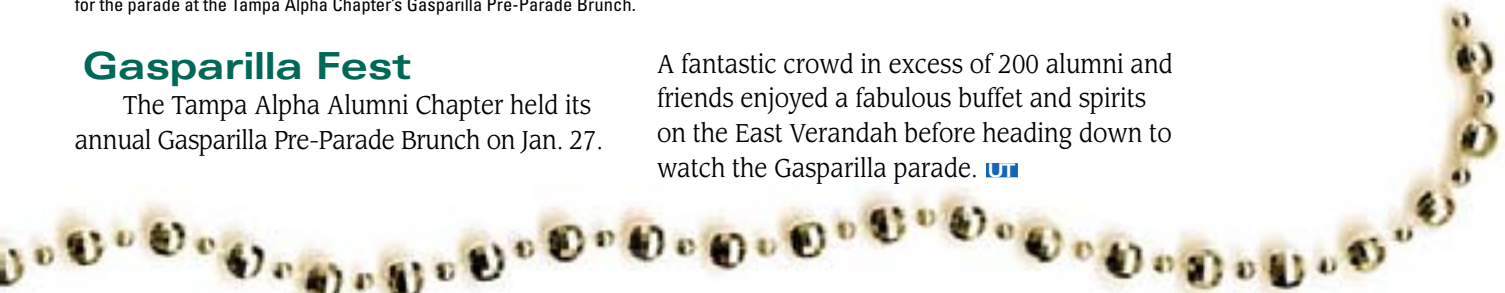 for the parade at the Tampa Alpha Chapter's Gasparilla Pre-Parade Brunch.
Gasparilla Fest
The Tampa Alpha Alumni Chapter held its
annual Gasparilla Pre-Parade Brunch on Jan. 27.
A fantastic crowd in excess of 200 alumni and
friends enjoyed a fabulous buffet and spirits
on the East Verandah before heading down to
watch the Gasparilla parade. UT